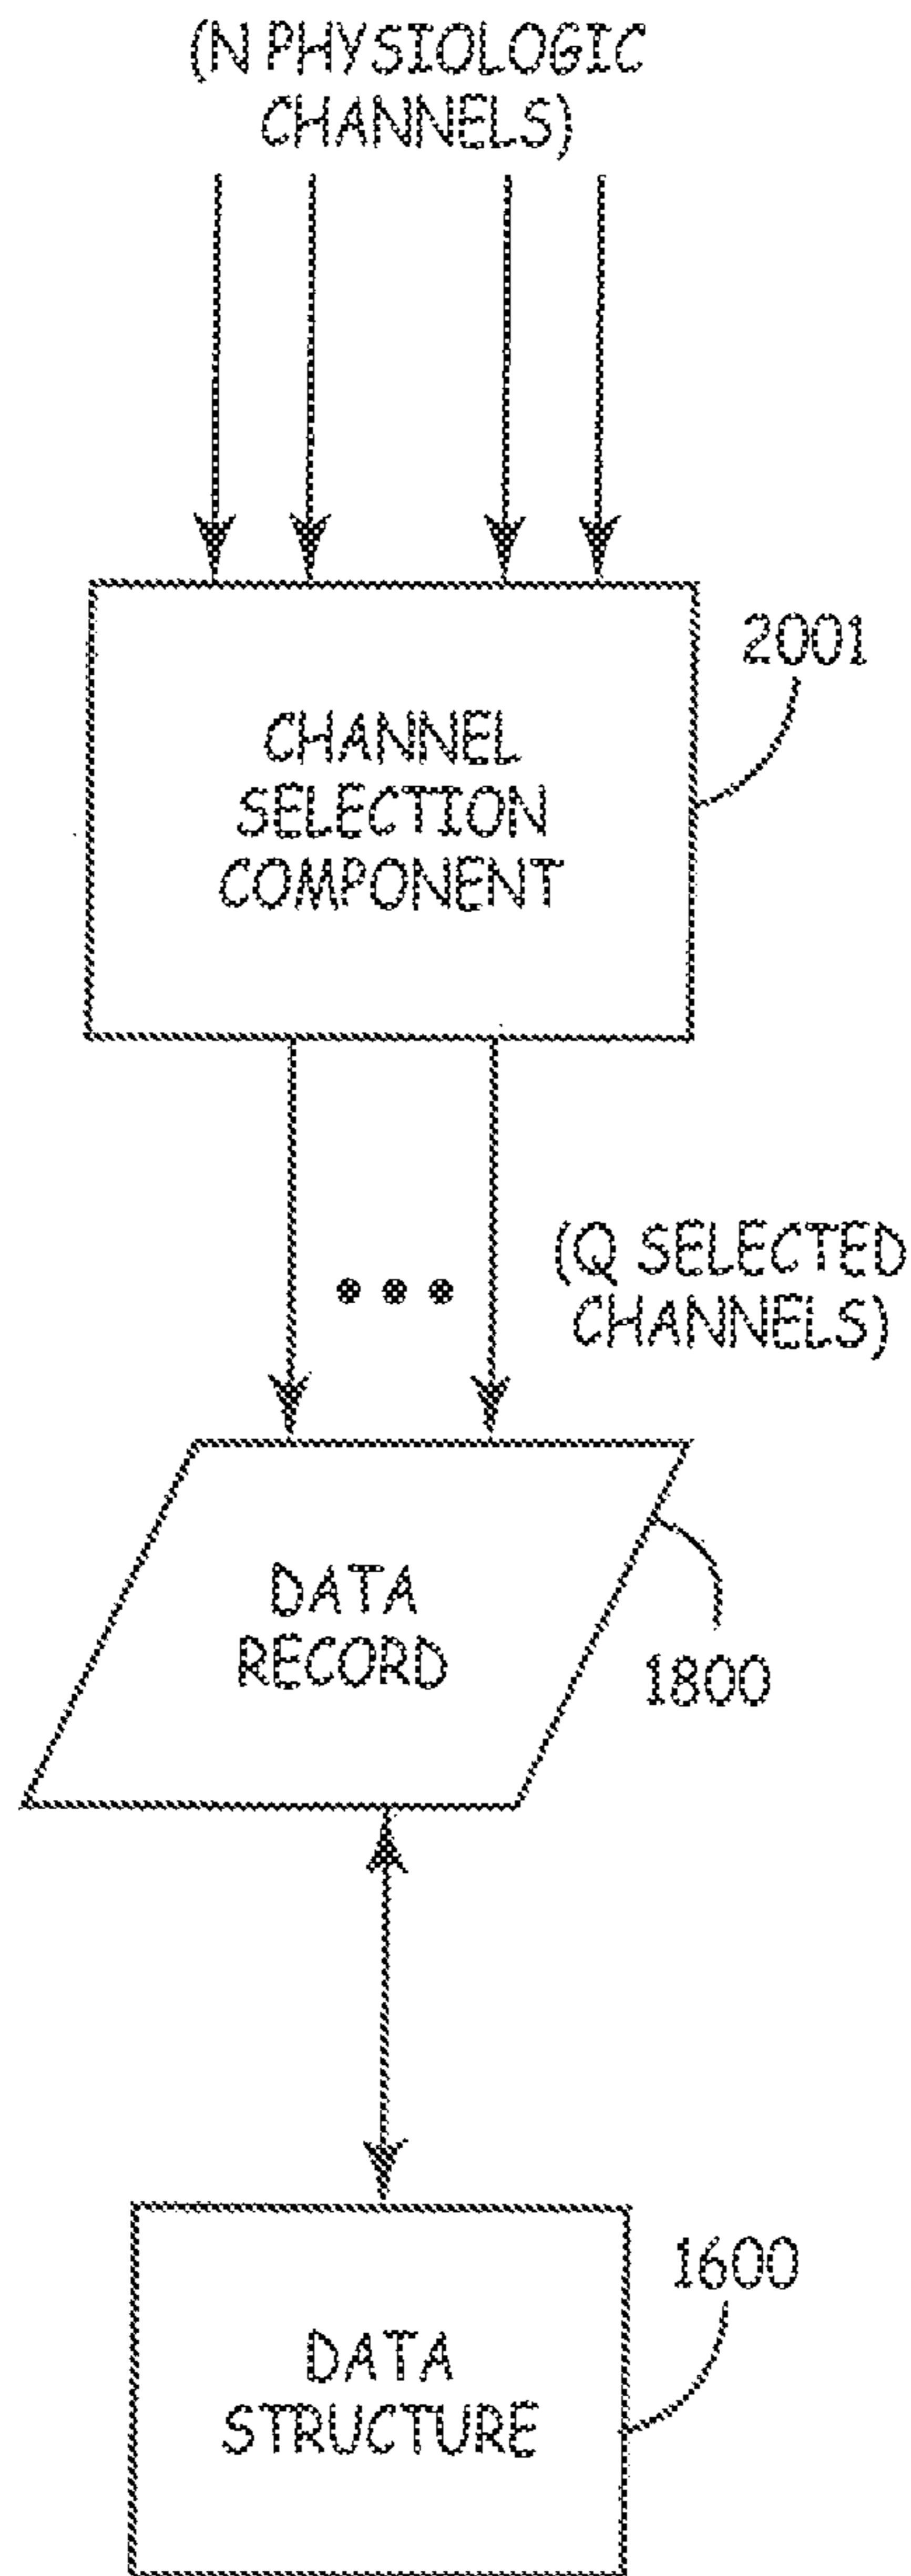 (N PHYSIOLOGIC
CHANNELS)
2001
CHANNEL
SELECTION
COMPONENT
(Q SELECTED
CHANNELS)
DATA
RECORD
1800
1600
DATA
STRUCTURE